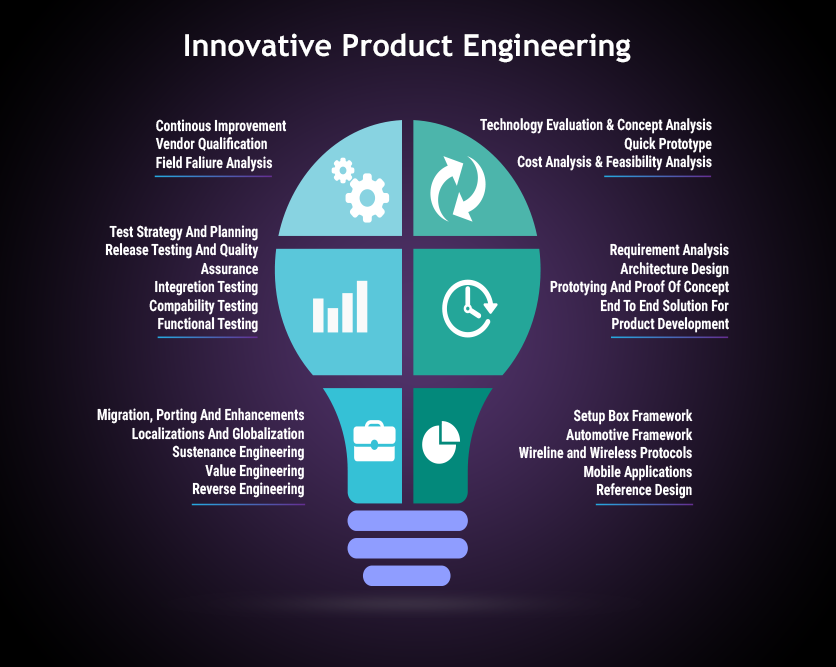 Innovative Product Engineering
Continous Improvement
Vendor Qualification
Field Faliure Analysis
Technology Evaluation & Concept Analysis
Quick Prototype
Cost Analysis & Feasibility Analysis
Test Strategy And Planning
Release Testing And Quality
Assurance
Integretion Testing
Compability Testing
Functional Testing
Requirement Analysis
Architecture Design
Prototying And Proof Of Concept
End To End Solution For
Product Development
Migration, Porting And Enhancements
Localizations And Globalization
Sustenance Engineering
Value Engineering
Reverse Engineering
Setup Box Framework
Automotive Framework
Wireline and Wireless Protocols
Mobile Applications
Reference Design